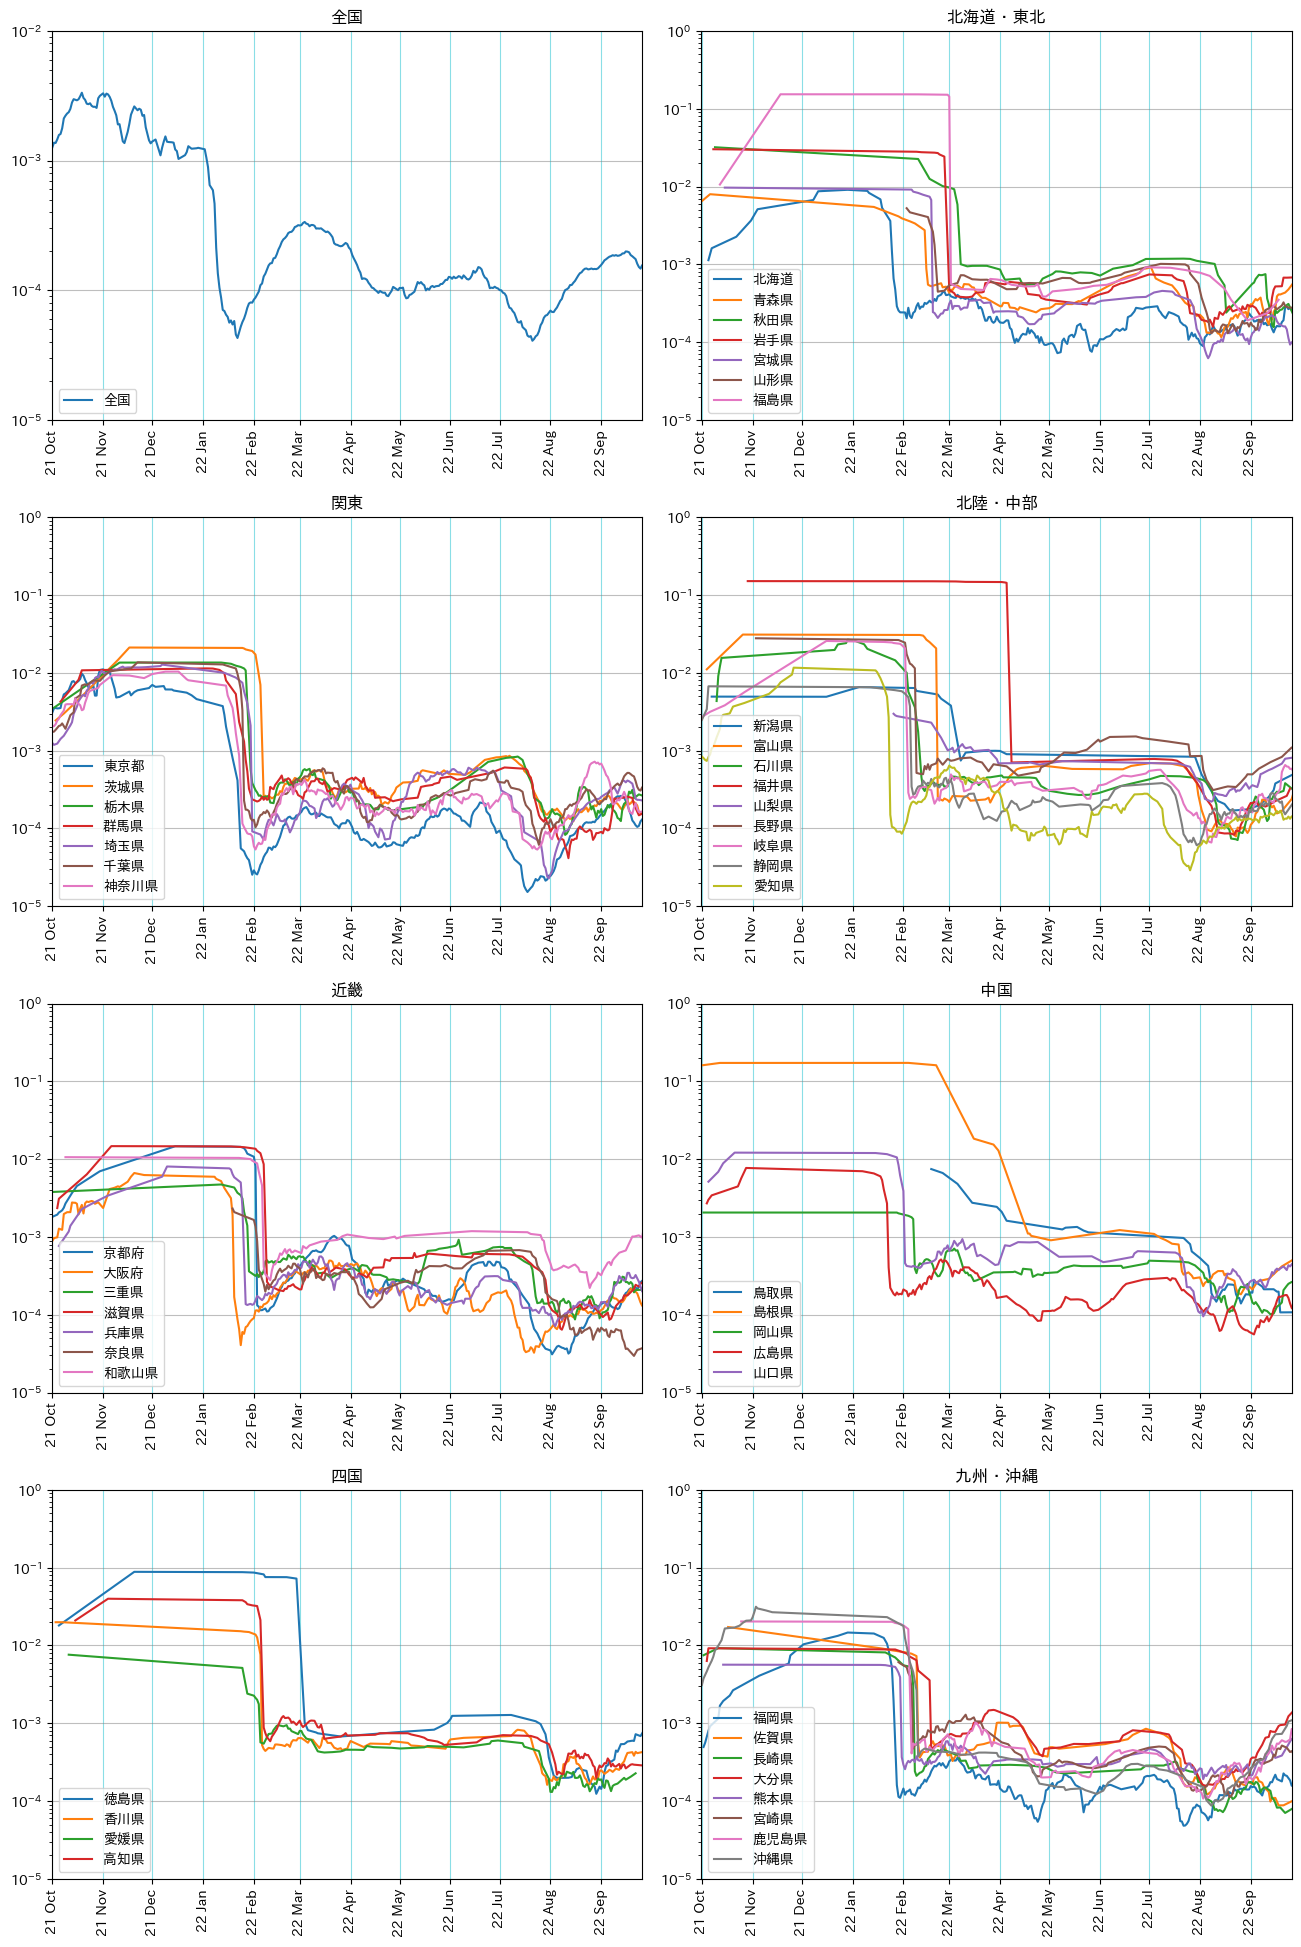 全国
10⁻²
10⁻³
10⁻⁴
10⁻⁵
全国
21 Oct
21 Nov
21 Dec
22 Jan
22 Feb
22 Mar
22 Apr
22 May
22 Jun
22 Jul
22 Aug
22 Sep
北海道・東北
10⁰
10⁻¹
10⁻²
10⁻³
10⁻⁴
10⁻⁵
北海道
青森県
秋田県
岩手県
宮城県
山形県
福島県
21 Oct
21 Nov
21 Dec
22 Jan
22 Feb
22 Mar
22 Apr
22 May
22 Jun
22 Jul
22 Aug
22 Sep
関東
10⁰
10⁻¹
10⁻²
10⁻³
10⁻⁴
10⁻⁵
東京都
茨城県
栃木県
群馬県
埼玉県
千葉県
神奈川県
21 Oct
21 Nov
21 Dec
22 Jan
22 Feb
22 Mar
22 Apr
22 May
22 Jun
22 Jul
22 Aug
22 Sep
北陸・中部
10⁰
10⁻¹
10⁻²
10⁻³
10⁻⁴
10⁻⁵
新潟県
富山県
石川県
福井県
山梨県
長野県
岐阜県
静岡県
愛知県
21 Oct
21 Nov
21 Dec
22 Jan
22 Feb
22 Mar
22 Apr
22 May
22 Jun
22 Jul
22 Aug
22 Sep
近畿
10⁰
10⁻¹
10⁻²
10⁻³
10⁻⁴
10⁻⁵
京都府
大阪府
三重県
滋賀県
兵庫県
奈良県
和歌山県
21 Oct
21 Nov
21 Dec
22 Jan
22 Feb
22 Mar
22 Apr
22 May
22 Jun
22 Jul
22 Aug
22 Sep
中国
10⁰
10⁻¹
10⁻²
10⁻³
10⁻⁴
10⁻⁵
鳥取県
島根県
岡山県
広島県
山口県
21 Oct
21 Nov
21 Dec
22 Jan
22 Feb
22 Mar
22 Apr
22 May
22 Jun
22 Jul
22 Aug
22 Sep
四国
10⁰
10⁻¹
10⁻²
10⁻³
10⁻⁴
10⁻⁵
徳島県
香川県
愛媛県
高知県
21 Oct
21 Nov
21 Dec
22 Jan
22 Feb
22 Mar
22 Apr
22 May
22 Jun
22 Jul
22 Aug
22 Sep
九州・沖縄
10⁰
10⁻¹
10⁻²
10⁻³
10⁻⁴
10⁻⁵
福岡県
佐賀県
長崎県
大分県
熊本県
宮崎県
鹿児島県
沖縄県
21 Oct
21 Nov
21 Dec
22 Jan
22 Feb
22 Mar
22 Apr
22 May
22 Jun
22 Jul
22 Aug
22 Sep